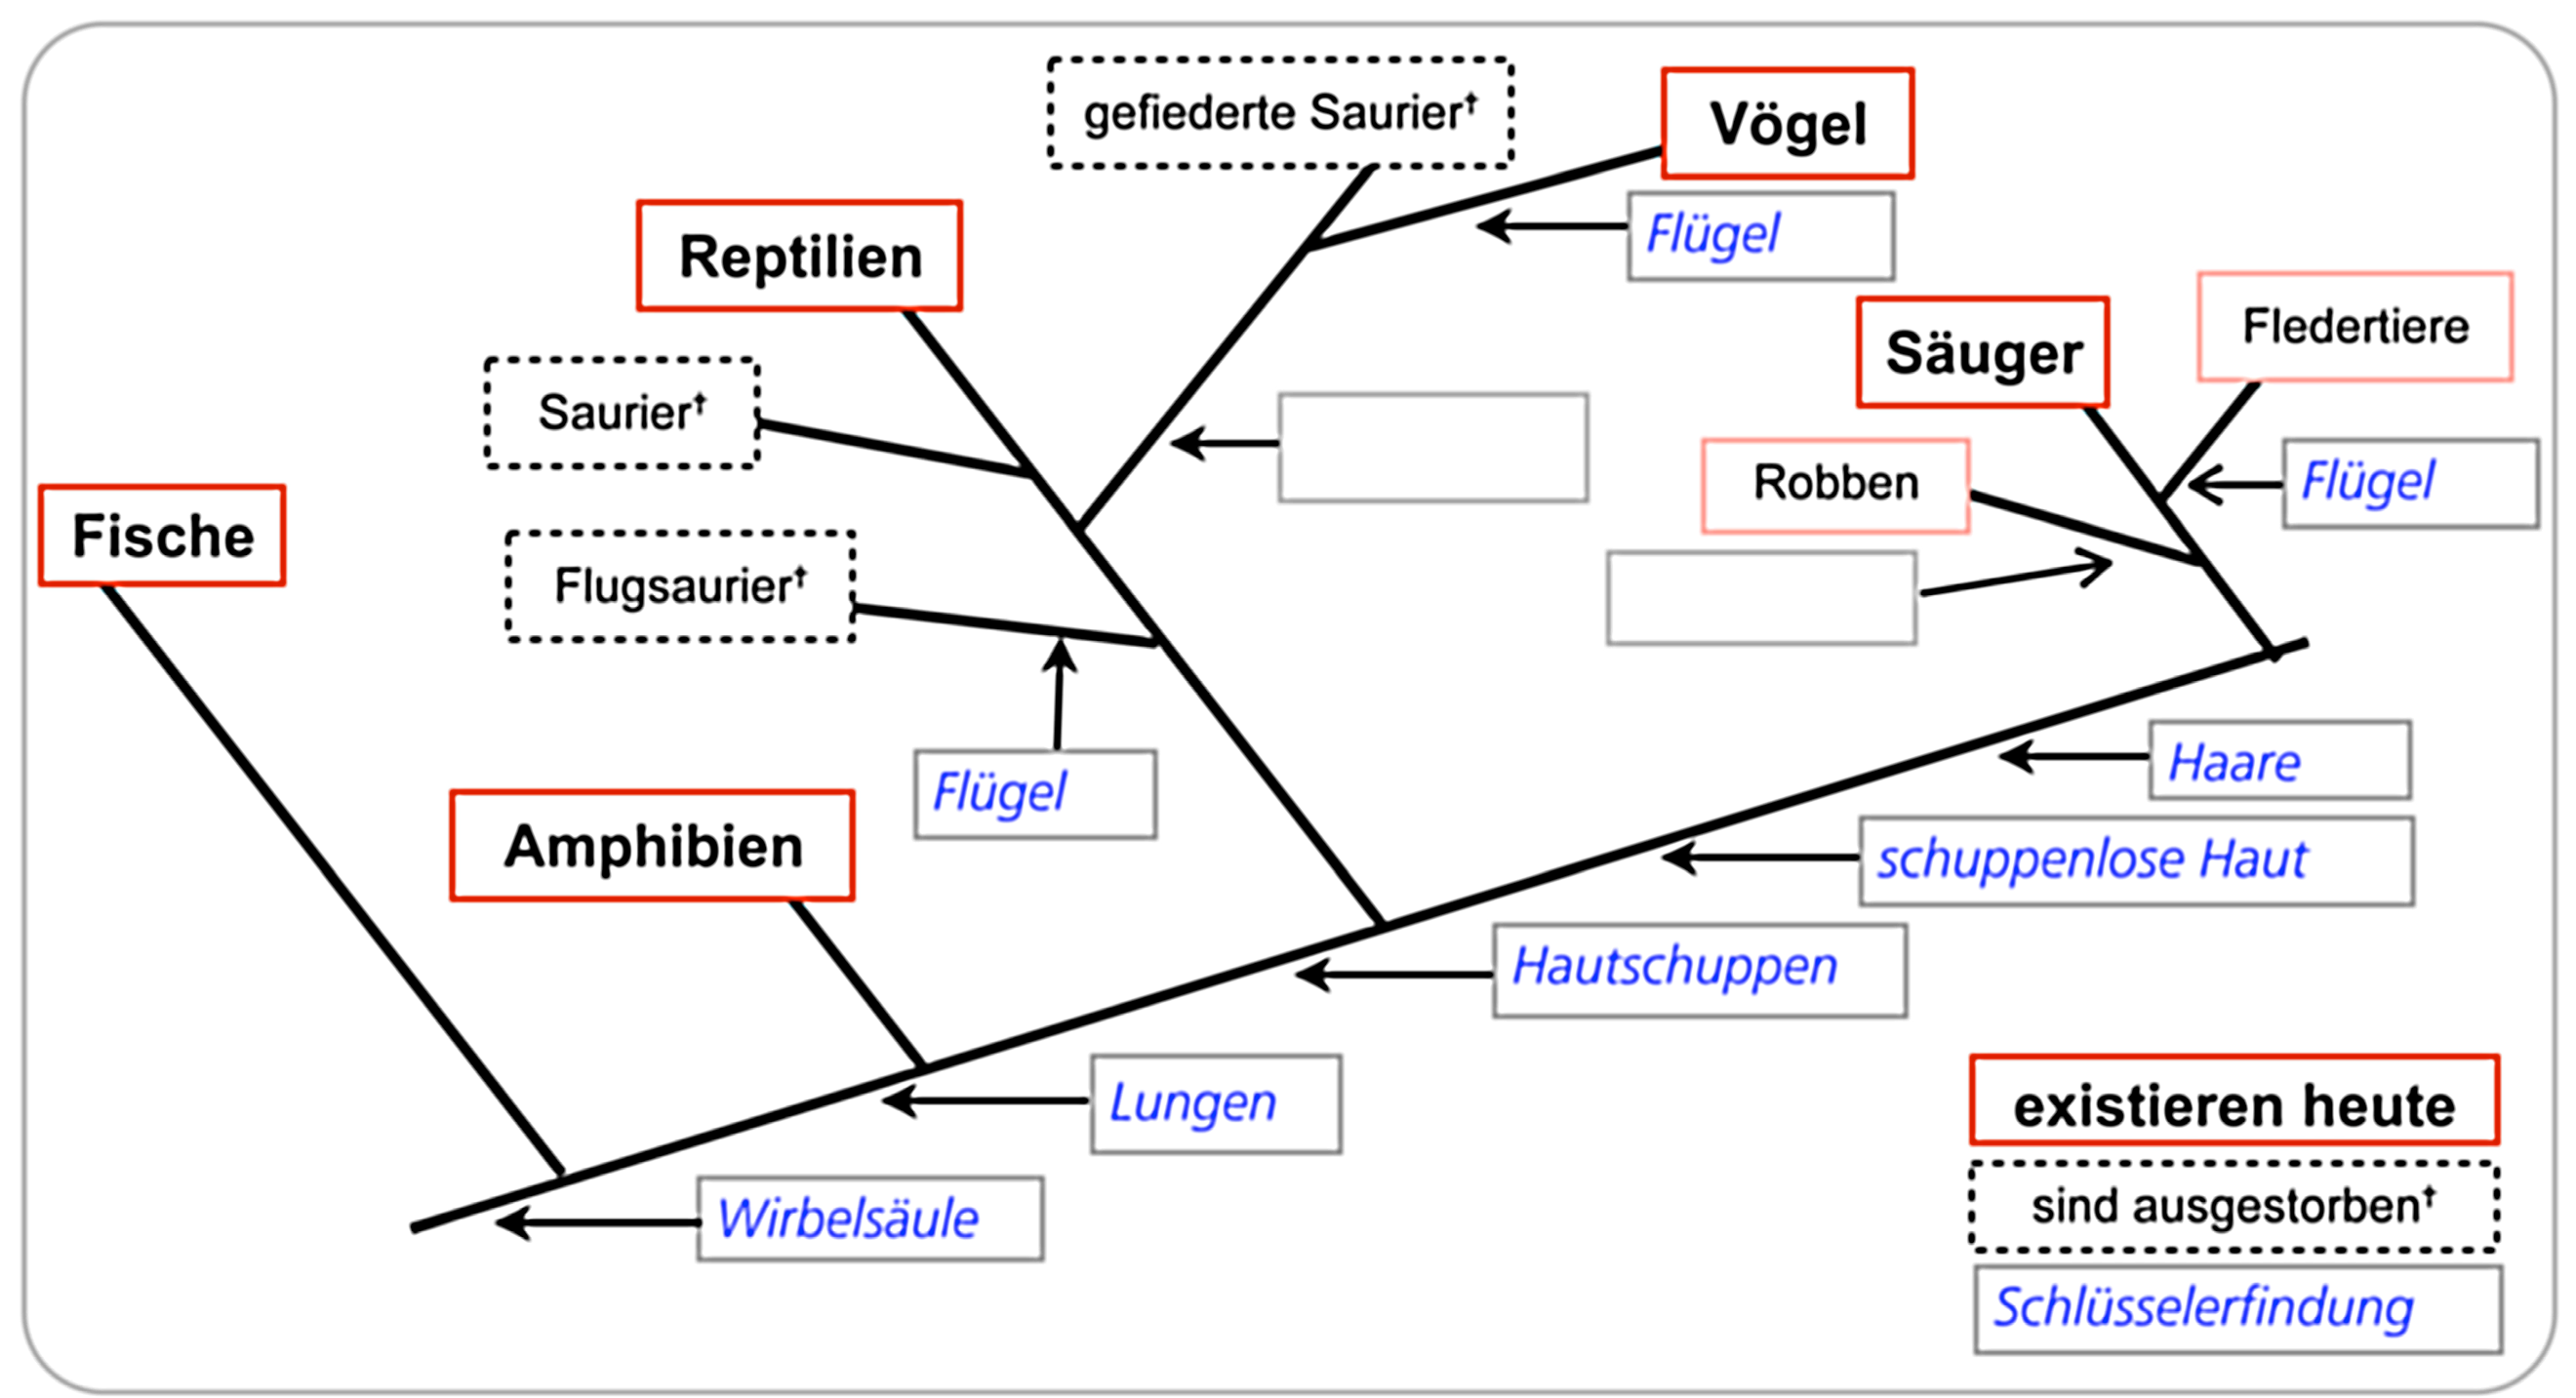 gefiederte Saurier†
Vögel
Flügel
Reptilien
Fledertiere
Säuger
Saurier†
Robben
Flügel
Fische
Flugsaurier†
Flügel
Haare
Amphibien
schuppenlose Haut
Hautschuppen
Lungen
Wirbelsäule
existieren heute
sind ausgestorben†
Schlüsselerfindung